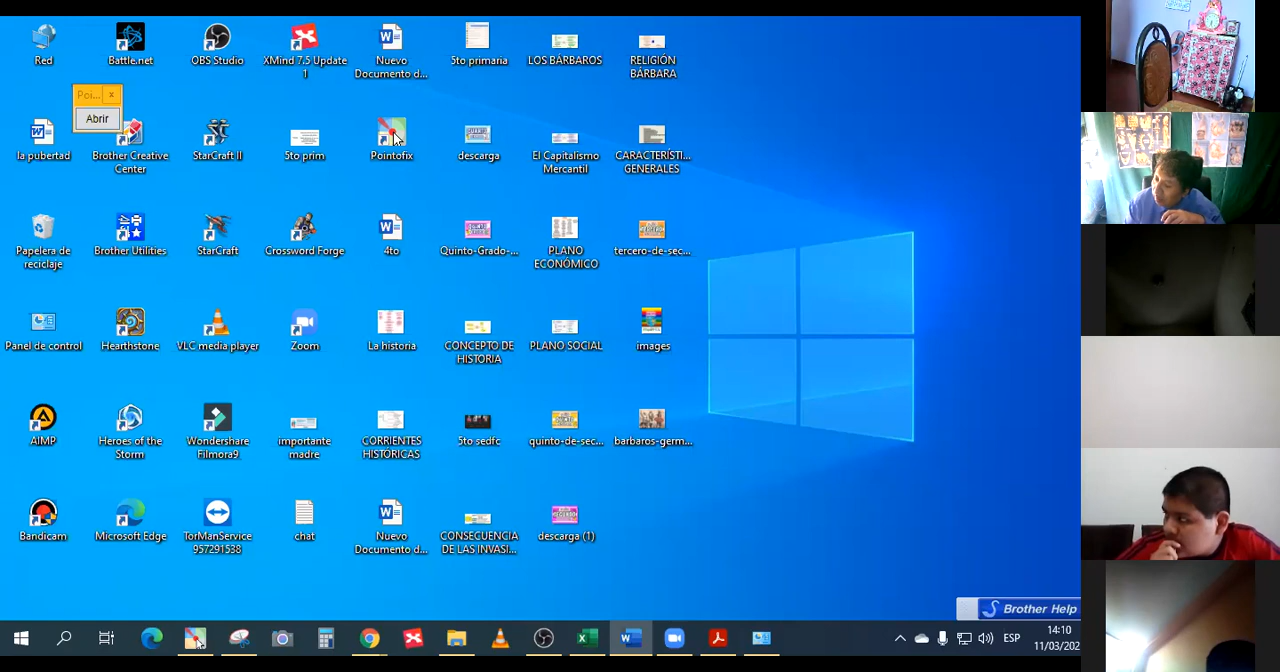 Red
Battle.net
OBS Studio
XMind 7.5 Update
1
Nuevo
Documento d...
5to primaria
LOS BÁRBAROS
RELIGIÓN
BÁRBARA
Poi... x
Abrir
la pubertad
Brother Creative
Center
StarCraft II
5to prim
Pointofix
descarga
El Capitalismo
Mercantil
CARACTERÍSTI...
GENERALES
Papelera de
reciclaje
Brother Utilities
StarCraft
Crossword Forge
4to
Quinto-Grado-...
PLANO
ECONÓMICO
tercero-de-sec...
Panel de control
Hearthstone
VLC media player
Zoom
La historia
CONCEPTO DE
HISTORIA
PLANO SOCIAL
images
AIMP
Heroes of the
Storm
Wondershare
Filmora9
importante
madre
CORRIENTES
HISTÓRICAS
5to sedfc
quinto-de-sec...
barbaros-germ...
Bandicam
Microsoft Edge
TorManService
957291538
chat
Nuevo
Documento d...
CONSECUENCIA
DE LAS INVASI...
descarga (1)
Brother Help
ESP
14:10
11/03/202